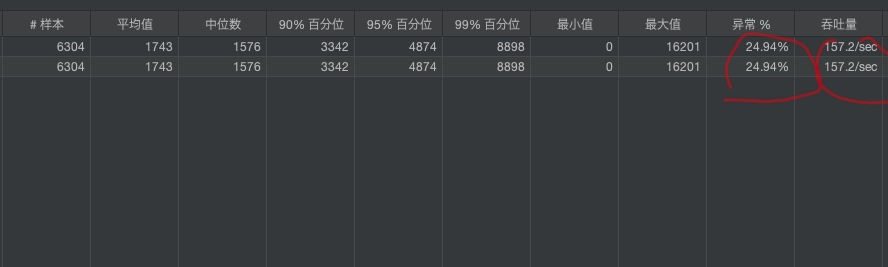 # 样本 平均值 中位数 90% 百分位 95% 百分位 99% 百分位 最小值 最大值 异常 % 吞吐量
6304 1743 1576 3342 4874 8898 0 16201 24.94% 157.2/sec
6304 1743 1576 3342 4874 8898 0 16201 24.94% 157.2/sec